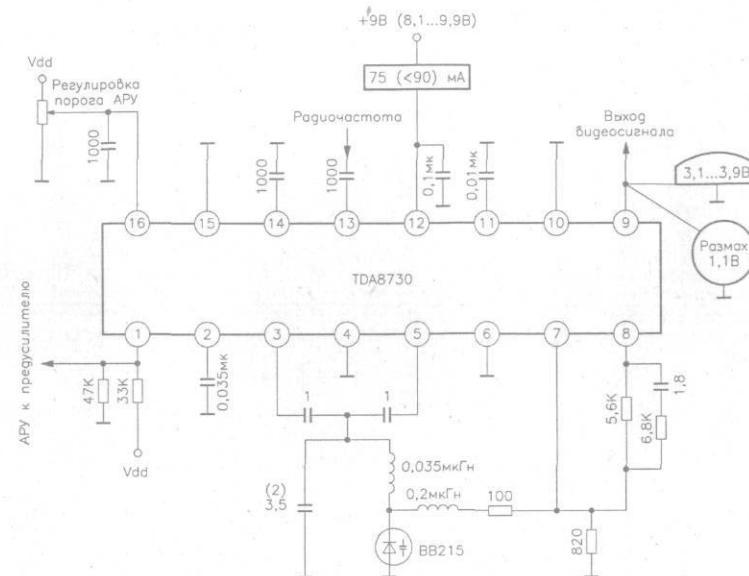 +9В (8,1...9,9В)
75 (<90) мА
Vdd
Регулировка
порога АРУ
1000
1000
Радиочастота
1000
0,1мк
0,01мк
Выход
видеосигнала
3,1...3,9В
Размах
1,1В
16
15
14
13
12
11
10
9
TDA8730
1
2
3
4
5
6
7
8
АРУ к предусилителю
47К
33К
Vdd
0,035мк
1
1
(2)
3,5
0,035мкГн
0,2мкГн
100
BB215
820
5,6К
6,8К
1,8